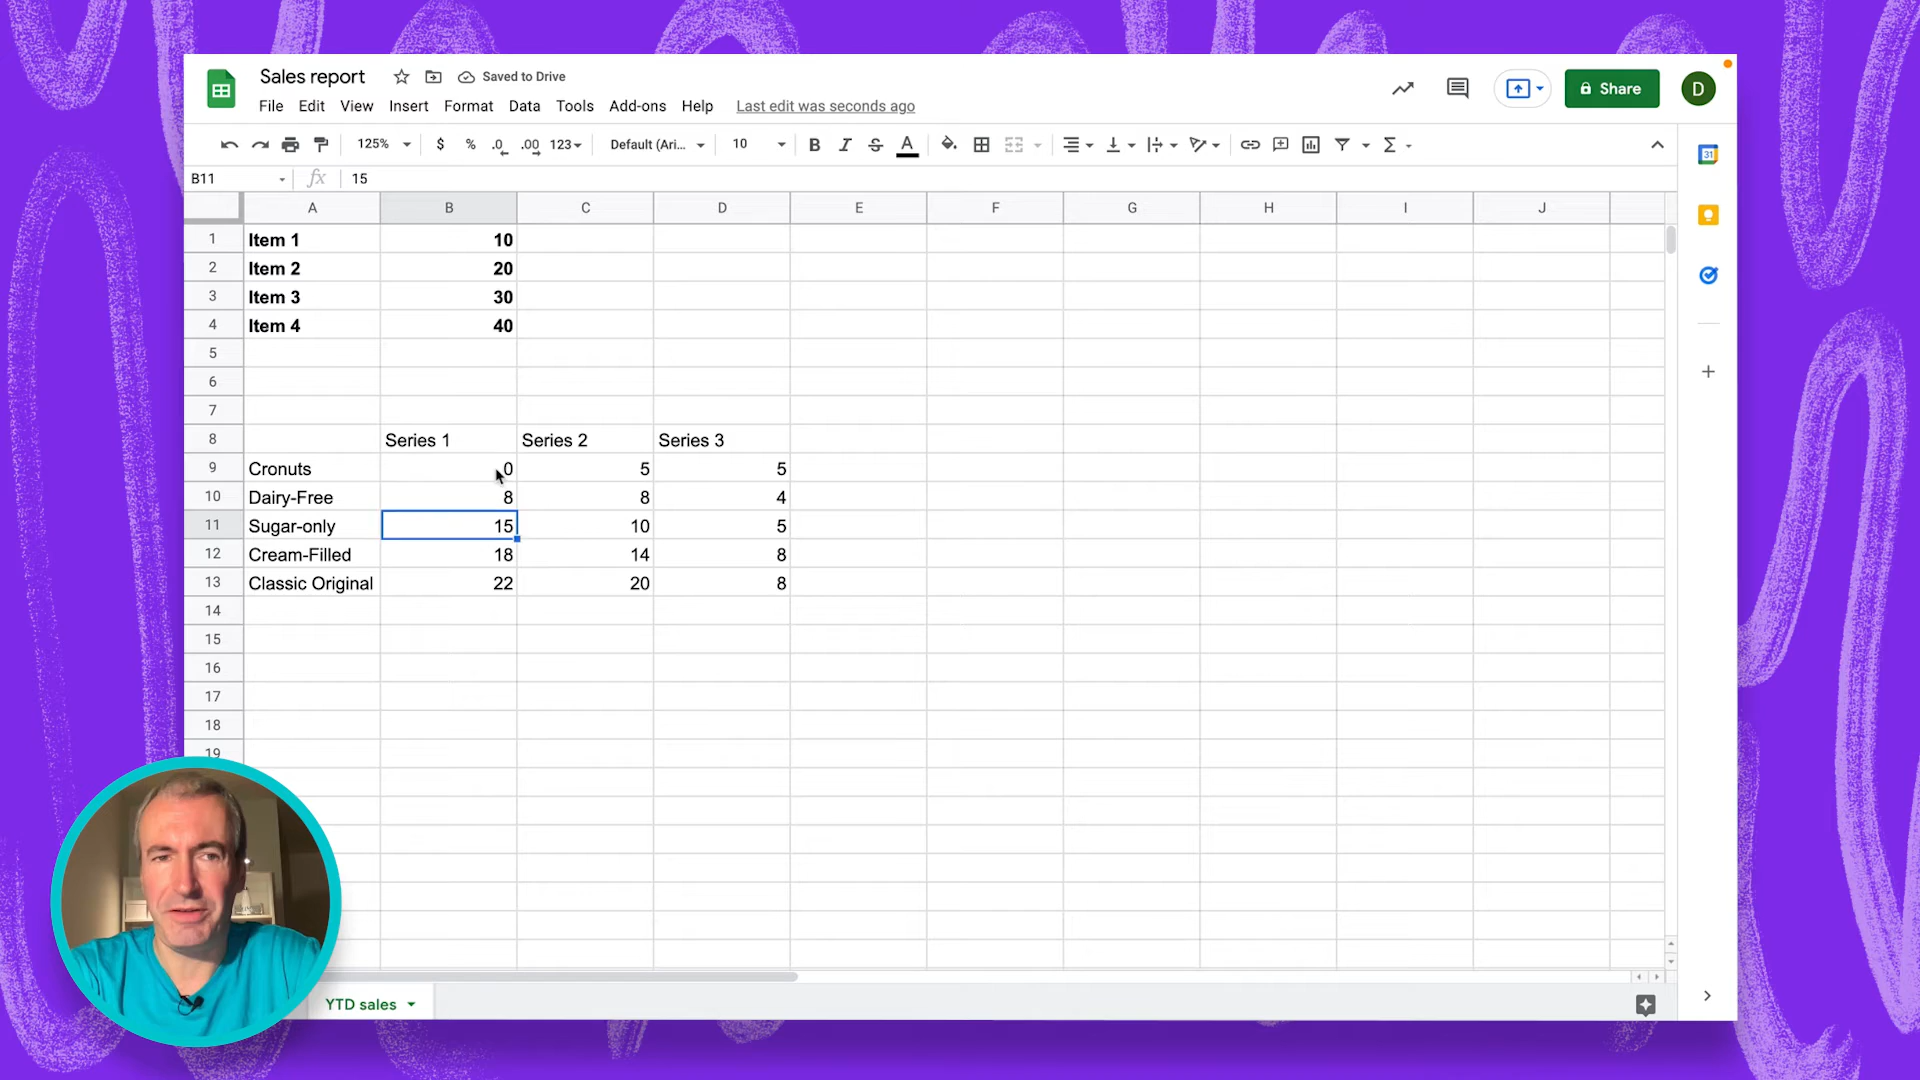 Sales report Saved to Drive
File Edit View Insert Format Data Tools Add-ons Help Last edit was seconds ago
Share D
125% $ % .0 .00 123 Default (Ari... 10 B I S A Σ
31
B11 fx 15
A B C D E F G H I J
1 Item 1 10
2 Item 2 20
3 Item 3 30
4 Item 4 40
5
6
7
8 Series 1 Series 2 Series 3
9 Cronuts 0 5 5
10 Dairy-Free 8 8 4
11 Sugar-only 15 10 5
12 Cream-Filled 18 14 8
13 Classic Original 22 20 8
14
15
16
17
18
19
YTD sales